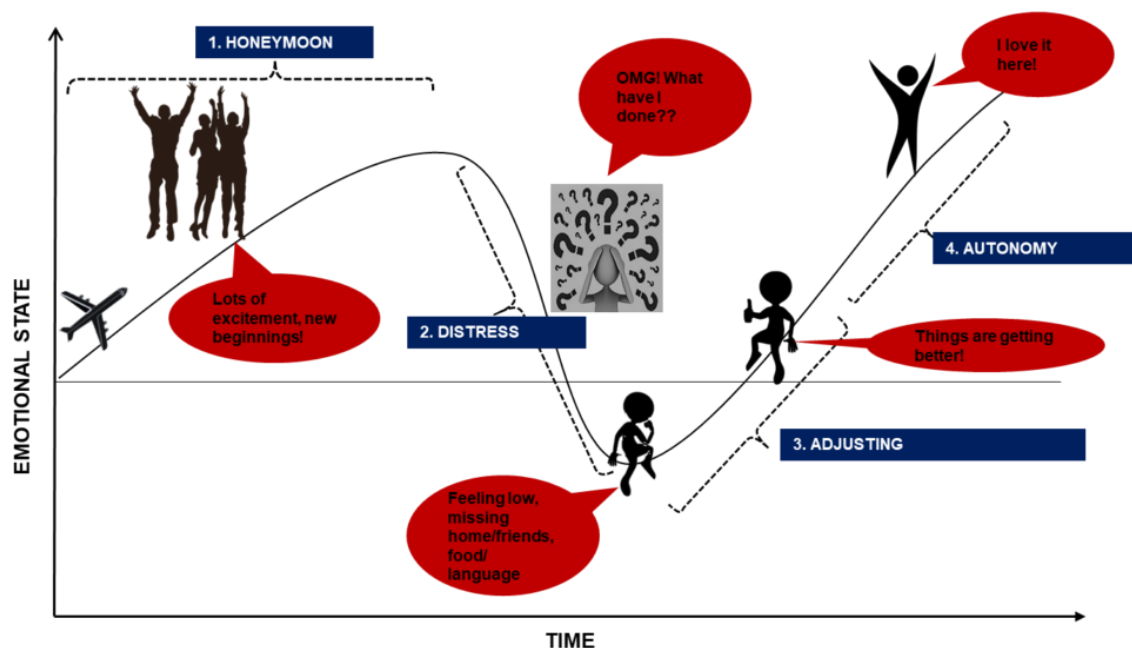 1. HONEYMOON
OMG! What
have I
done??
I love it
here!
Lots of
excitement, new
beginnings!
2. DISTRESS
4. AUTONOMY
Things are getting
better!
3. ADJUSTING
Feeling low,
missing
home/friends,
food/
language
EMOTIONAL STATE
TIME